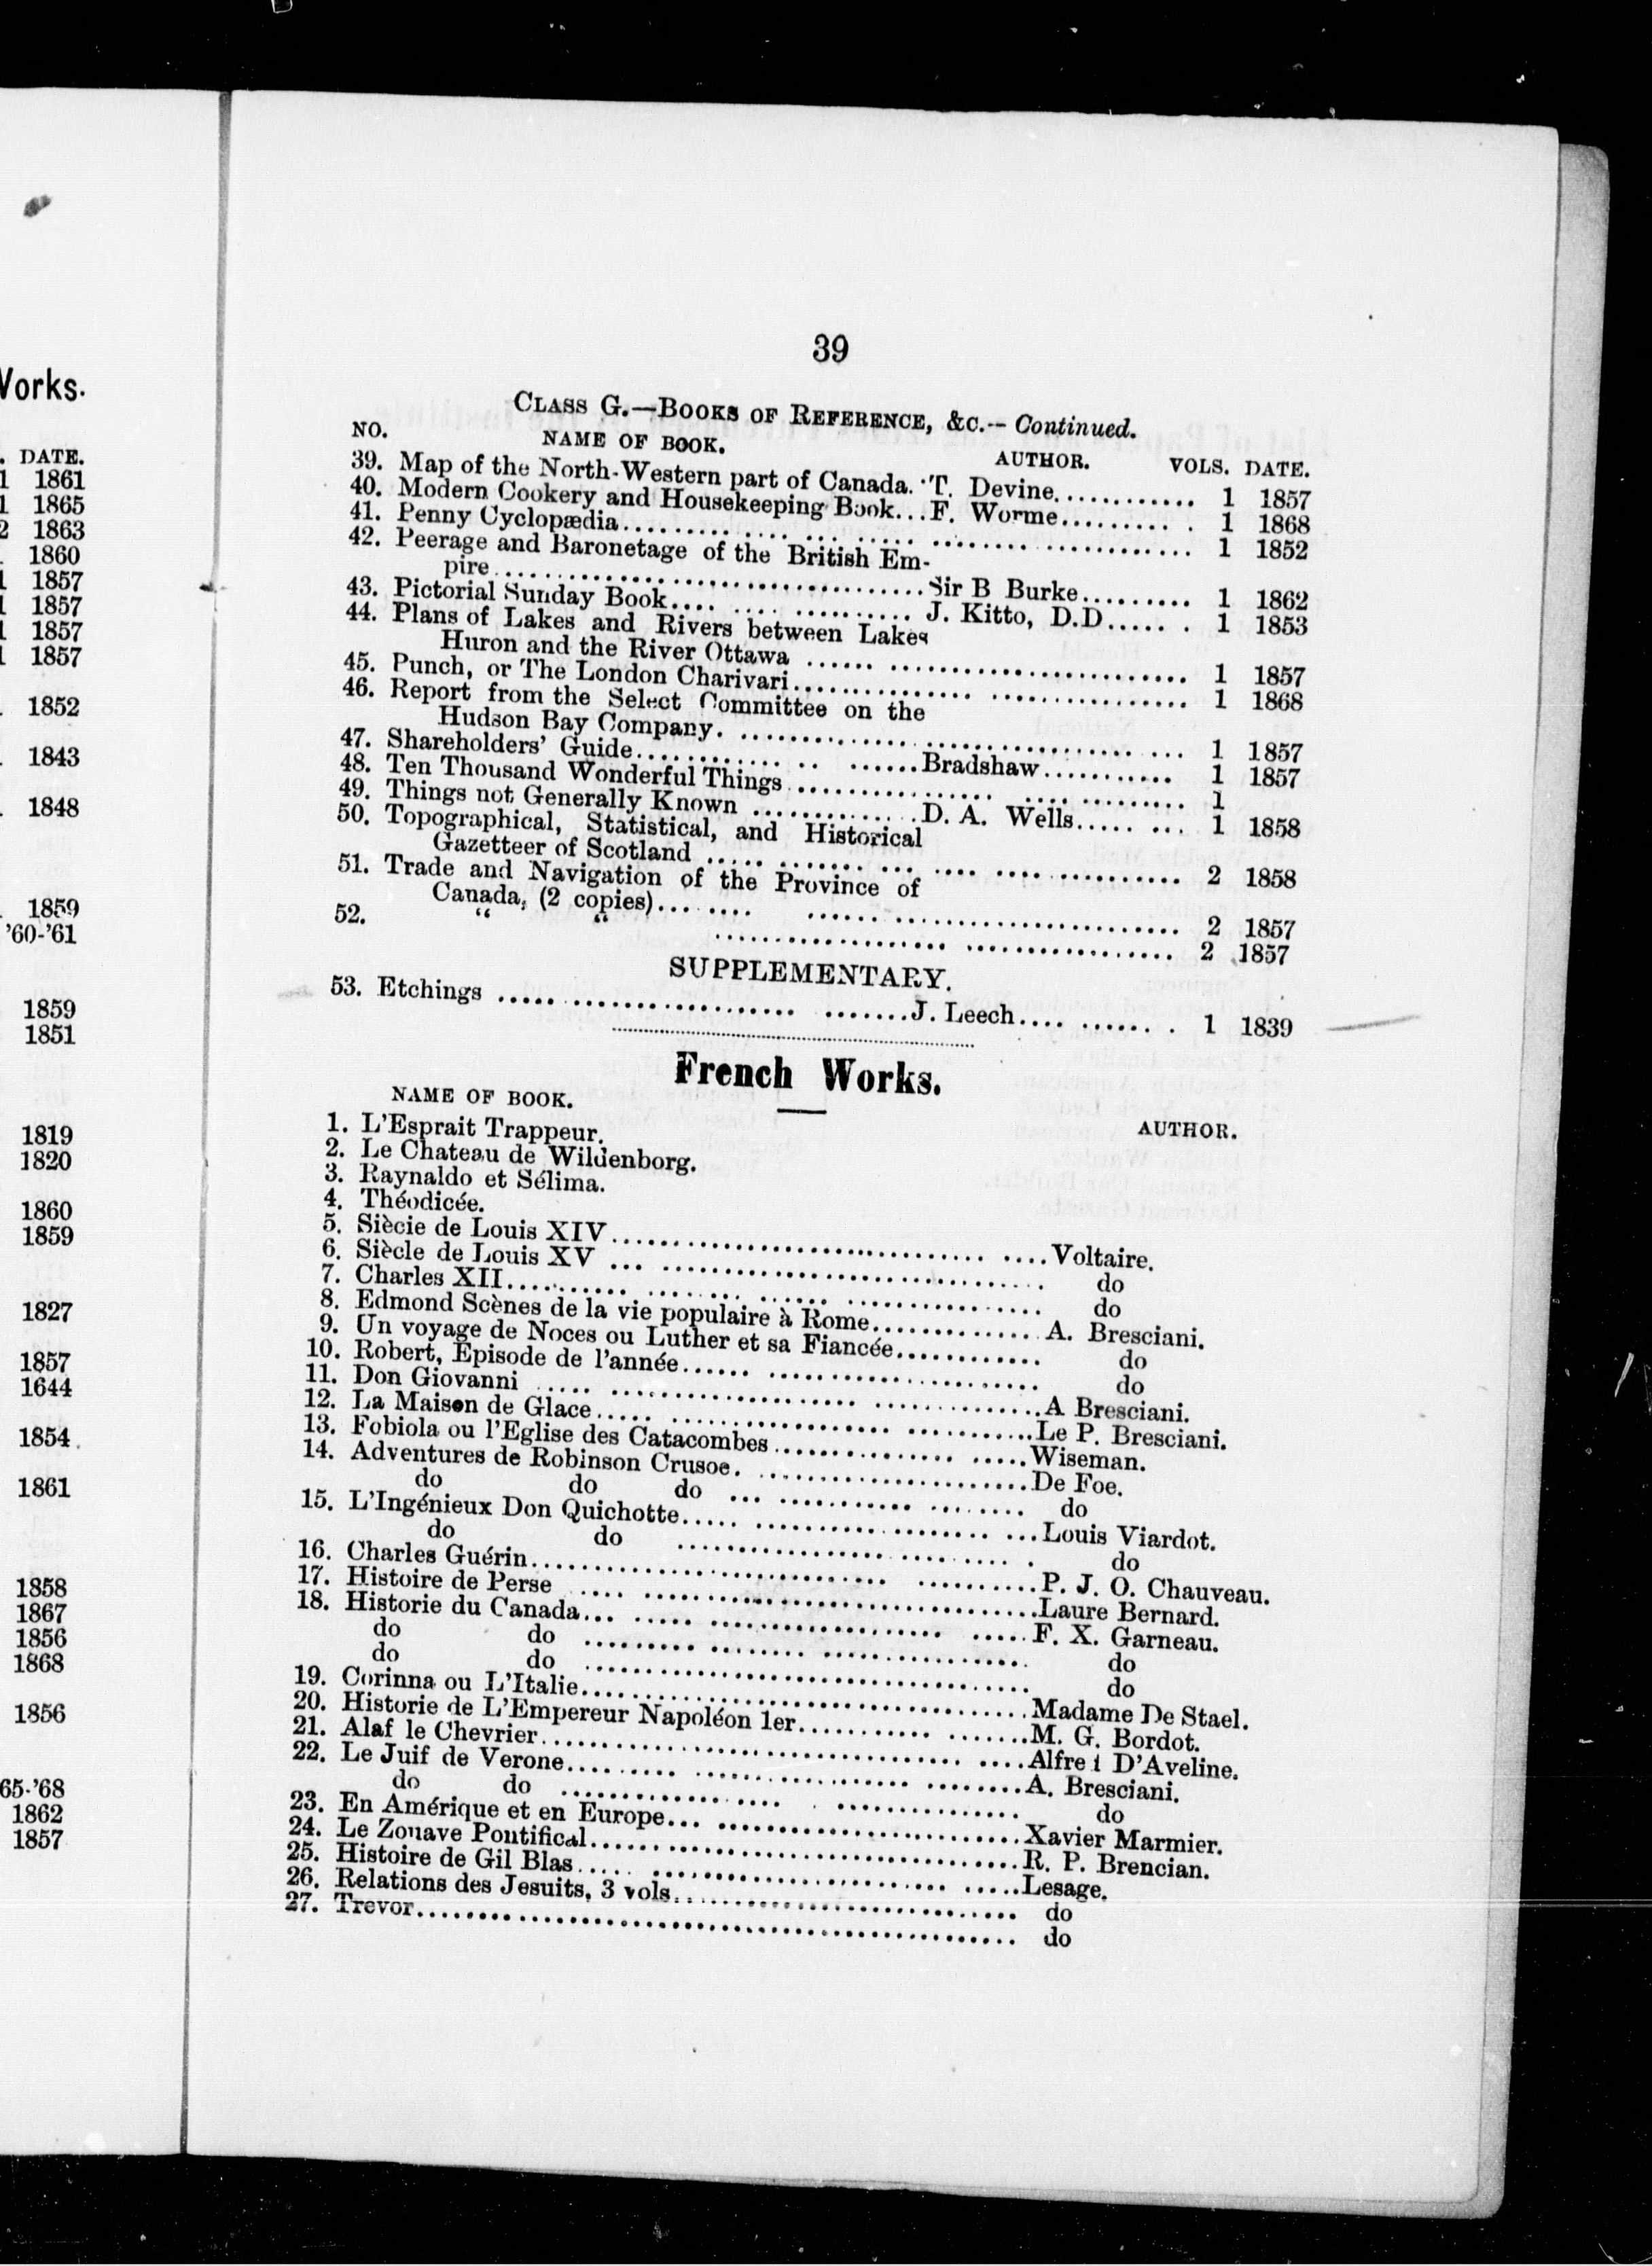 Works.
DATE.
1 1861
1 1865
2 1863
1860
1 1857
1 1857
1 1857
1 1857
1852
1843
1848
1859
'60-'61
1859
1851
1819
1820
1860
1859
1827
1857
1644
1854
1861
1858
1867
1856
1868
1856
65-'68
1862
1857
39
CLASS G.—BOOKS OF REFERENCE, &c.-- Continued.
NO. NAME OF BOOK. AUTHOR. VOLS. DATE.
39. Map of the North-Western part of Canada. T. Devine............ 1 1857
40. Modern Cookery and Housekeeping Book...F. Worme.......... . 1 1868
41. Penny Cyclopædia.................................................. 1 1852
42. Peerage and Baronetage of the British Em-
pire........................................Sir B Burke......... 1 1862
43. Pictorial Sunday Book.... .... ........... J. Kitto, D.D...... . 1 1853
44. Plans of Lakes and Rivers between Lakes
Huron and the River Ottawa ...... .............................. 1 1857
45. Punch, or The London Charivari................ .................. 1 1868
46. Report from the Select Committee on the
Hudson Bay Company. ............... ......................... ... 1 1857
47. Shareholders' Guide............... .. ......Bradshaw........... 1 1857
48. Ten Thousand Wonderful Things................. .... .......... 1
49. Things not Generally Known ................D. A. Wells..... ... 1 1858
50. Topographical, Statistical, and Historical
Gazetteer of Scotland ..... ....... ... .... .... ............ 2 1858
51. Trade and Navigation of the Province of
Canada, (2 copies)... .... ................................... 2 1857
52. “ “ .................... .................. 2 1857
SUPPLEMENTARY.
53. Etchings ..... .................... .......J. Leech.... ...... . 1 1839
French Works.
NAME OF BOOK. AUTHOR.
1. L'Esprait Trappeur.
2. Le Chateau de Wildenborg.
3. Raynaldo et Sélima.
4. Théodicée.
5. Siècie de Louis XIV................................... ....Voltaire.
6. Siècle de Louis XV ... ................................... do
7. Charles XII............ ........ ...... ................. do
8. Edmond Scènes de la vie populaire à Rome...............A. Bresciani.
9. Un voyage de Noces ou Luther et sa Fiancée............. do
10. Robert, Episode de l'année...... ........................ do
11. Don Giovanni ..... ...................... ..............A Bresciani.
12. La Maison de Glace..... ..................... ..........Le P. Bresciani.
13. Fobiola ou l'Eglise des Catacombes ................ .....Wiseman.
14. Adventures de Robinson Crusoe. ........................De Foe.
do do do ... ........... ........ do
15. L'Ingénieux Don Quichotte..... ................... ...Louis Viardot.
do do ................. ......... . do
16. Charles Guérin............................... ..........P. J. O. Chauveau.
17. Histoire de Perse ..... ...............................Laure Bernard.
18. Historie du Canada... ..... .................... .....F. X. Garneau.
do do ......... ........ ................. do
do do ..................................... do
19. Corinna ou L'Italie.....................................Madame De Stael.
20. Historie de L'Empereur Napoléon 1er........... .......M. G. Bordot.
21. Alaf le Chevrier.................................. ....Alfre i D'Aveline.
22. Le Juif de Verone......... ................ ........A. Bresciani.
do do .............. .... ................ do
23. En Amérique et en Europe... .........................Xavier Marmier.
24. Le Zouave Pontifical....................................R. P. Brencian.
25. Histoire de Gil Blas..... ....................... .....Lesage.
26. Relations des Jesuits, 3 vols............................. do
27. Trevor................................................... do